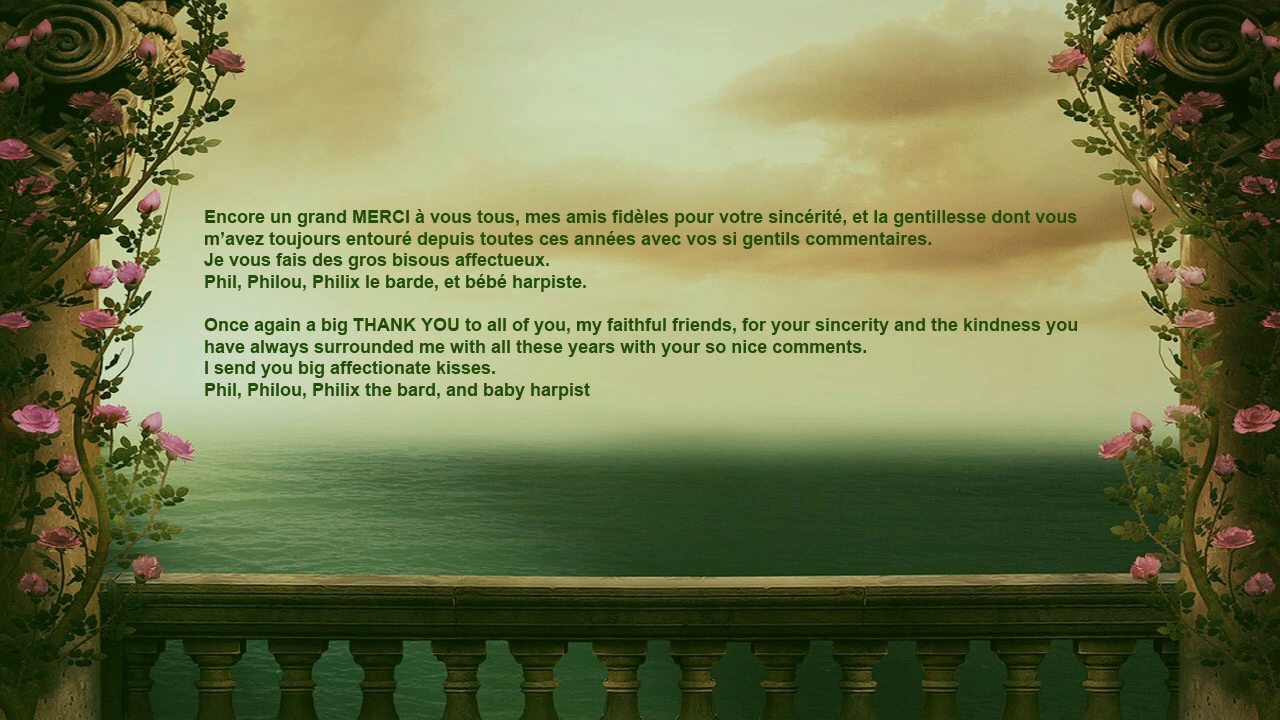 Encore un grand MERCI à vous tous, mes amis fidèles pour votre sincérité, et la gentillesse dont vous
m’avez toujours entouré depuis toutes ces années avec vos si gentils commentaires.
Je vous fais des gros bisous affectueux.
Phil, Philou, Philix le barde, et bébé harpiste.
Once again a big THANK YOU to all of you, my faithful friends, for your sincerity and the kindness you
have always surrounded me with all these years with your so nice comments.
I send you big affectionate kisses.
Phil, Philou, Philix the bard, and baby harpist